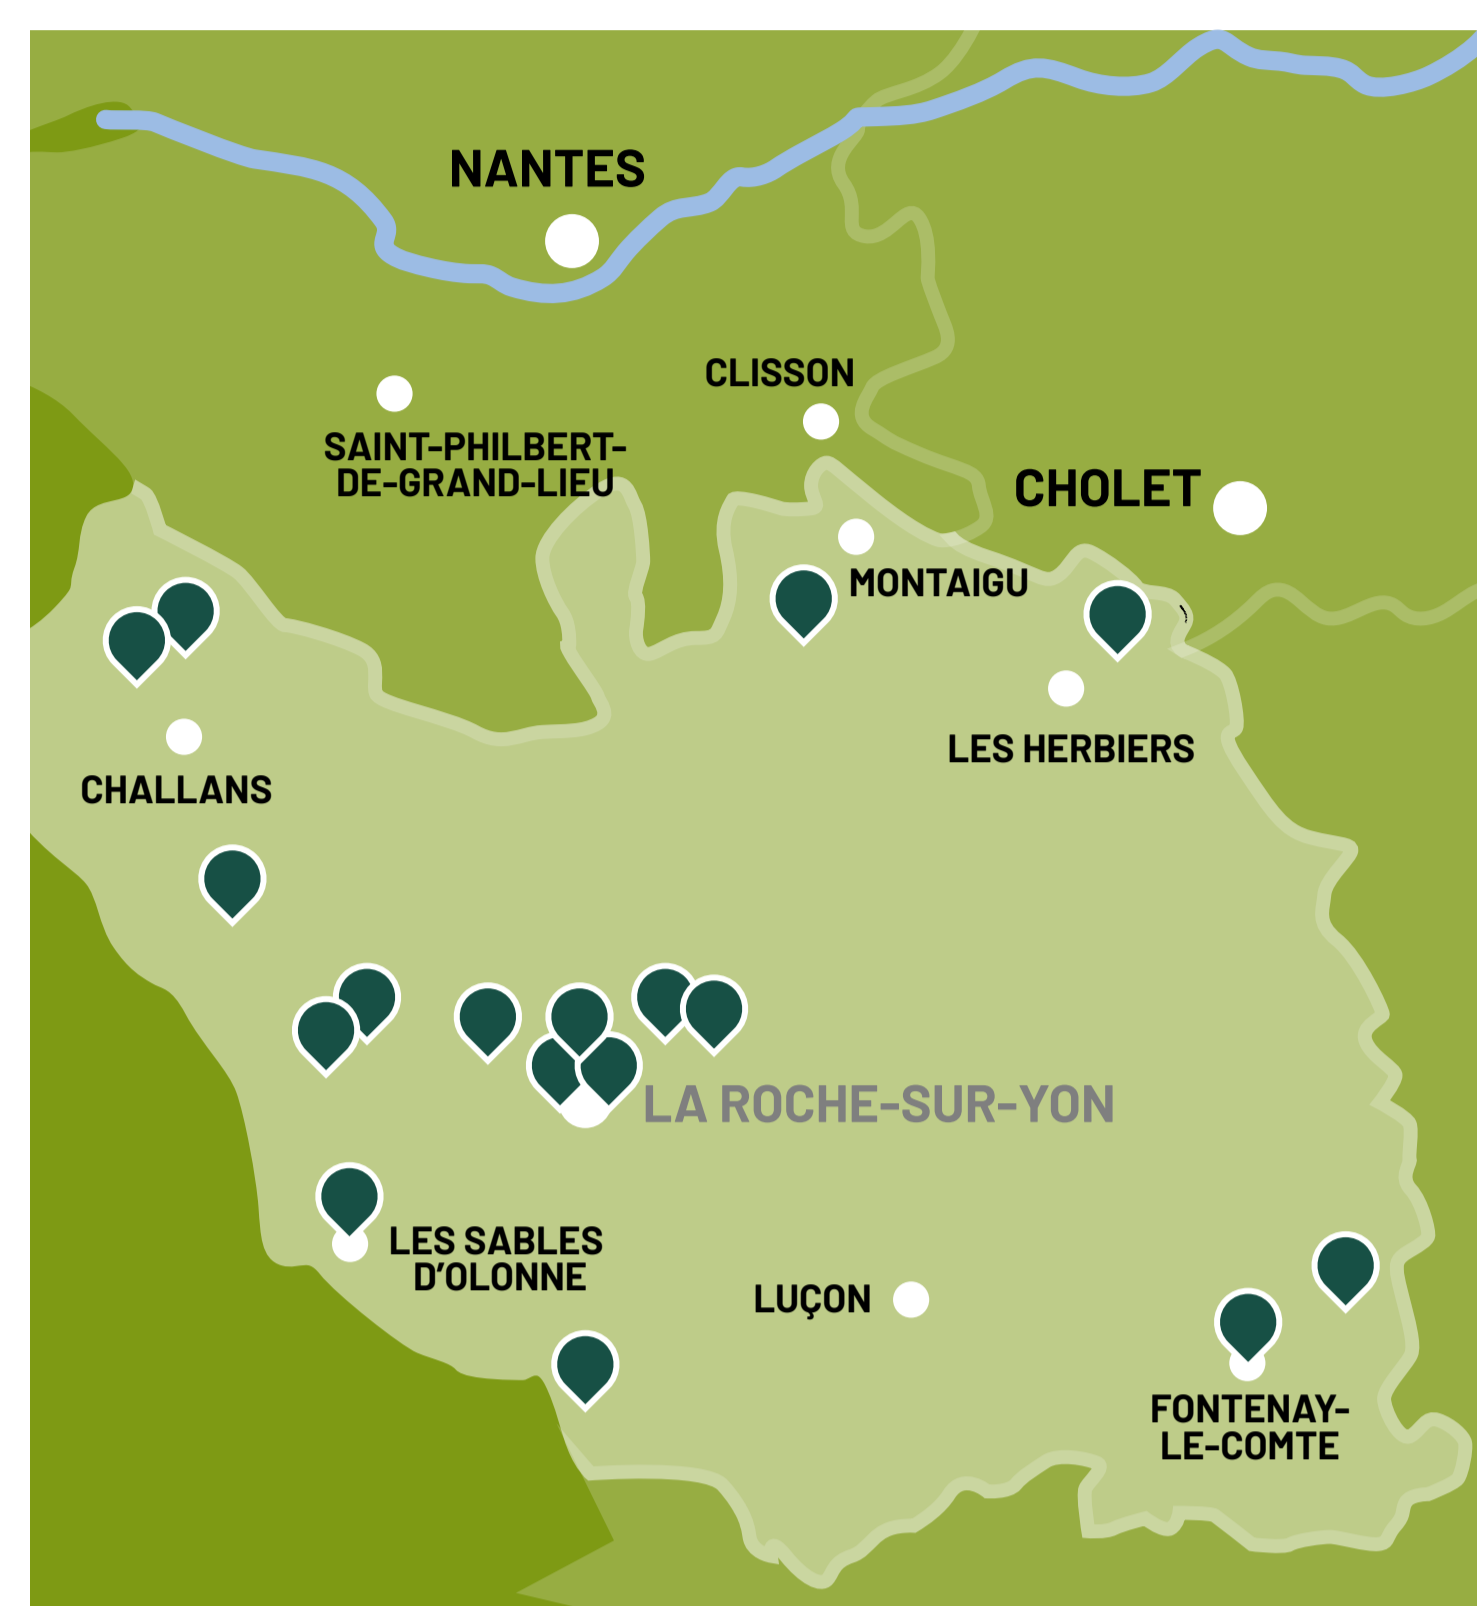 NANTES
CLISSON
SAINT-PHILBERT-
DE-GRAND-LIEU
CHOLET
MONTAIGU
LES HERBIERS
CHALLANS
LA ROCHE-SUR-YON
LES SABLES
D’OLONNE
LUÇON
FONTENAY-
LE-COMTE